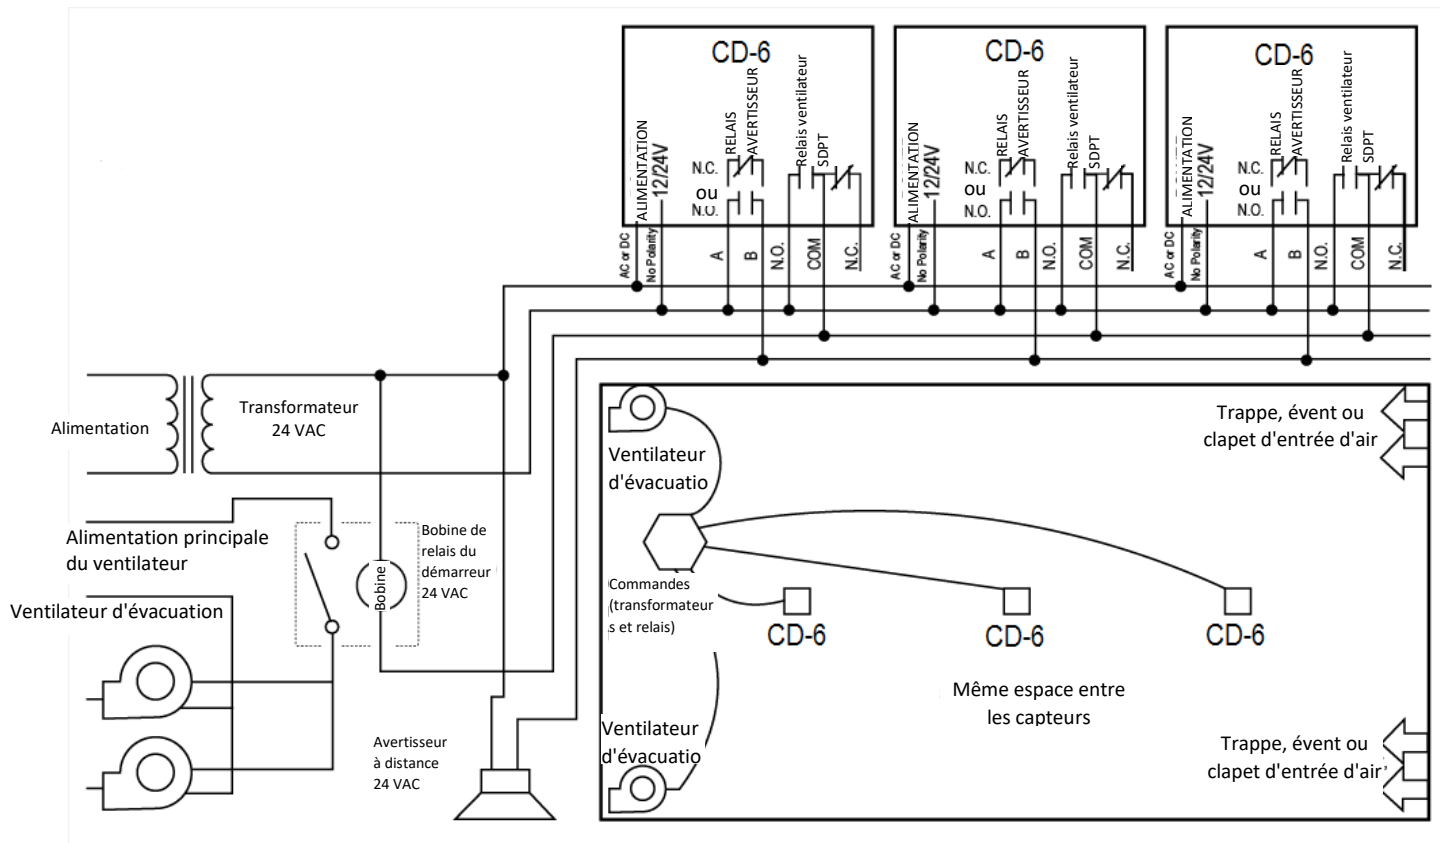 CD-6
ALIMENTATION
12/24V
RELAIS
AVERTISSEUR
Relais ventilateur
SDPT
N.C.
ou
N.O.
AC or DC
No Polarity
A
B
N.O.
COM
N.C.
CD-6
ALIMENTATION
12/24V
RELAIS
AVERTISSEUR
Relais ventilateur
SDPT
N.C.
ou
N.O.
AC or DC
No Polarity
A
B
N.O.
COM
N.C.
CD-6
ALIMENTATION
12/24V
RELAIS
AVERTISSEUR
Relais ventilateur
SDPT
N.C.
ou
N.O.
AC or DC
No Polarity
A
B
N.O.
COM
N.C.
Alimentation
Transformateur
24 VAC
Alimentation principale
du ventilateur
Bobine
Bobine de
relais du
démarreur
24 VAC
Ventilateur d'évacuation
Avertisseur
à distance
24 VAC
Ventilateur
d'évacuatio
Trappe, évent ou
clapet d'entrée d'air
Commandes
(transformateur
s et relais)
CD-6
CD-6
CD-6
Même espace entre
les capteurs
Ventilateur
d'évacuatio
Trappe, évent ou
clapet d'entrée d'air